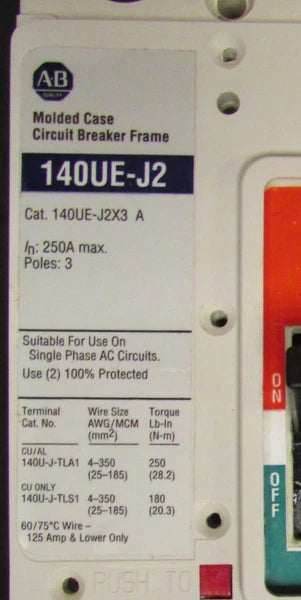 A-B
QUALITY
Molded Case
Circuit Breaker Frame
140UE-J2
Cat. 140UE-J2X3 A
In: 250A max.
Poles: 3
Suitable For Use On
Single Phase AC Circuits.
Use (2) 100% Protected
Terminal Wire Size Torque
Cat. No. AWG/MCM Lb-In
(mm2) (N-m)
CU/AL
140U-J-TLA1 4–350 250
(25–185) (28.2)
CU ONLY
140U-J-TLS1 4–350 180
(25–185) (20.3)
60/75°C Wire –
125 Amp & Lower Only
ON
OFF
PUSH TO